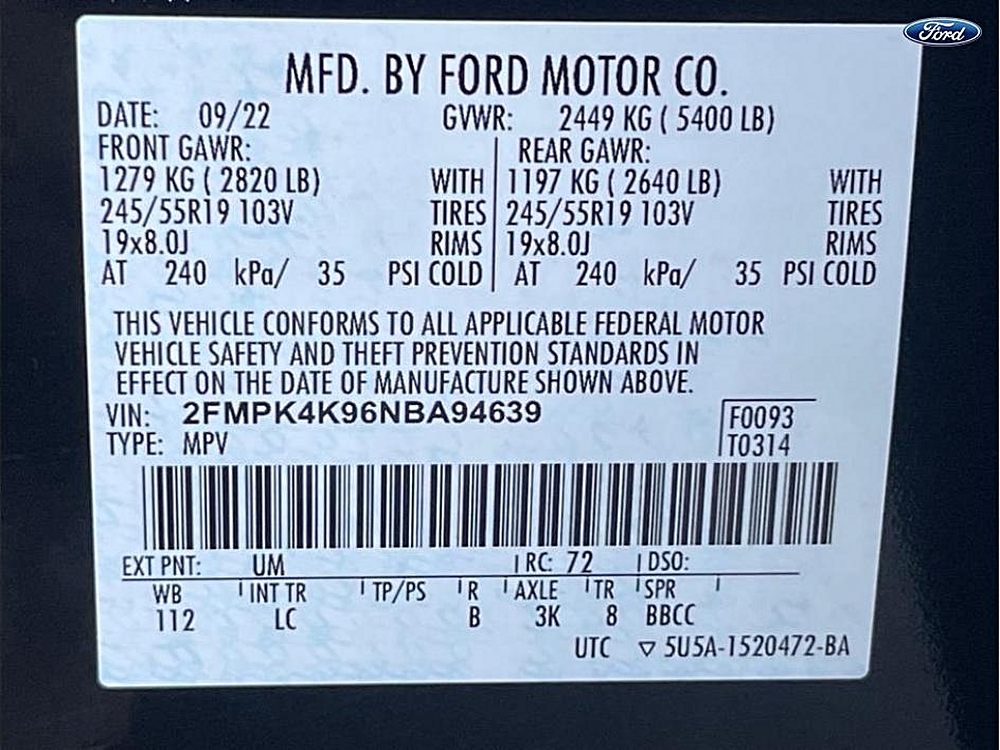 Ford
MFD. BY FORD MOTOR CO.
DATE: 09/22 GVWR: 2449 KG ( 5400 LB)
FRONT GAWR: REAR GAWR:
1279 KG ( 2820 LB) WITH 1197 KG ( 2640 LB) WITH
245/55R19 103V TIRES 245/55R19 103V TIRES
19x8.0J RIMS 19x8.0J RIMS
AT 240 kPa/ 35 PSI COLD AT 240 kPa/ 35 PSI COLD
THIS VEHICLE CONFORMS TO ALL APPLICABLE FEDERAL MOTOR
VEHICLE SAFETY AND THEFT PREVENTION STANDARDS IN
EFFECT ON THE DATE OF MANUFACTURE SHOWN ABOVE.
VIN: 2FMPK4K96NBA94639 F0093
TYPE: MPV T0314
EXT PNT: UM RC: 72 DSO:
WB INT TR TP/PS R AXLE TR SPR
112 LC B 3K 8 BBCC
UTC ▽ 5U5A-1520472-BA